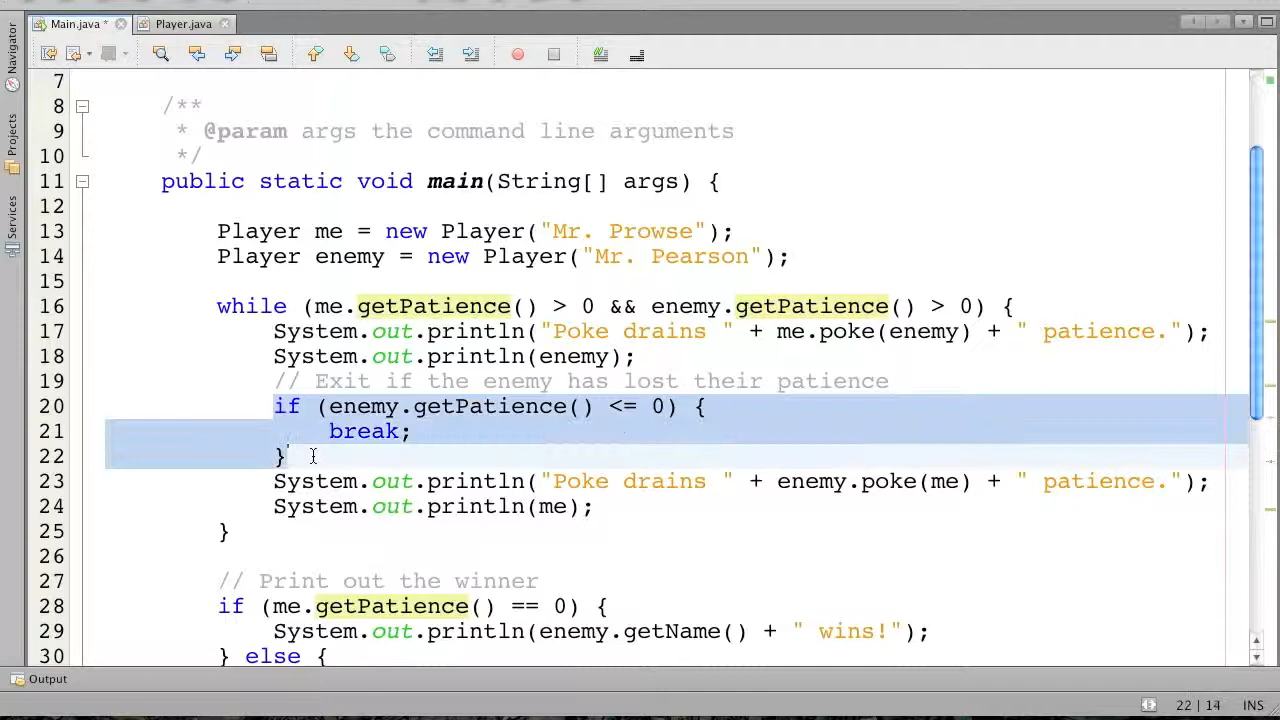 Main.java *
Player.java
Navigator
Projects
Services
7
8 /**
9 * @param args the command line arguments
10 */
11 public static void main(String[] args) {
12
13 Player me = new Player("Mr. Prowse");
14 Player enemy = new Player("Mr. Pearson");
15
16 while (me.getPatience() > 0 && enemy.getPatience() > 0) {
17 System.out.println("Poke drains " + me.poke(enemy) + " patience.");
18 System.out.println(enemy);
19 // Exit if the enemy has lost their patience
20 if (enemy.getPatience() <= 0) {
21 break;
22 }
23 System.out.println("Poke drains " + enemy.poke(me) + " patience.");
24 System.out.println(me);
25 }
26
27 // Print out the winner
28 if (me.getPatience() == 0) {
29 System.out.println(enemy.getName() + " wins!");
30 } else {
Output
22 | 14 INS